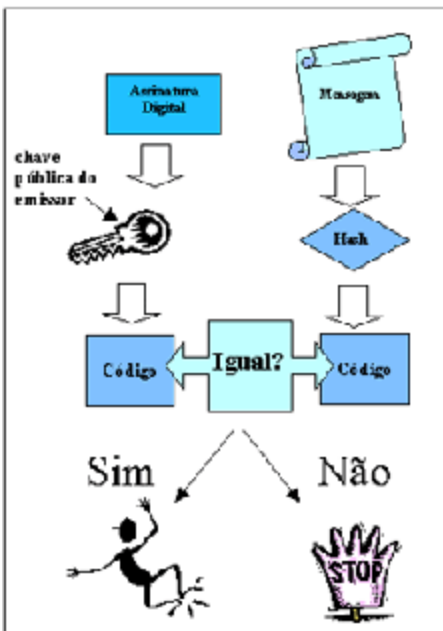 Assinatura
Digital
Mensagem
chave
pública do
emissor
Hash
Código
Igual?
Código
Sim
Não
STOP